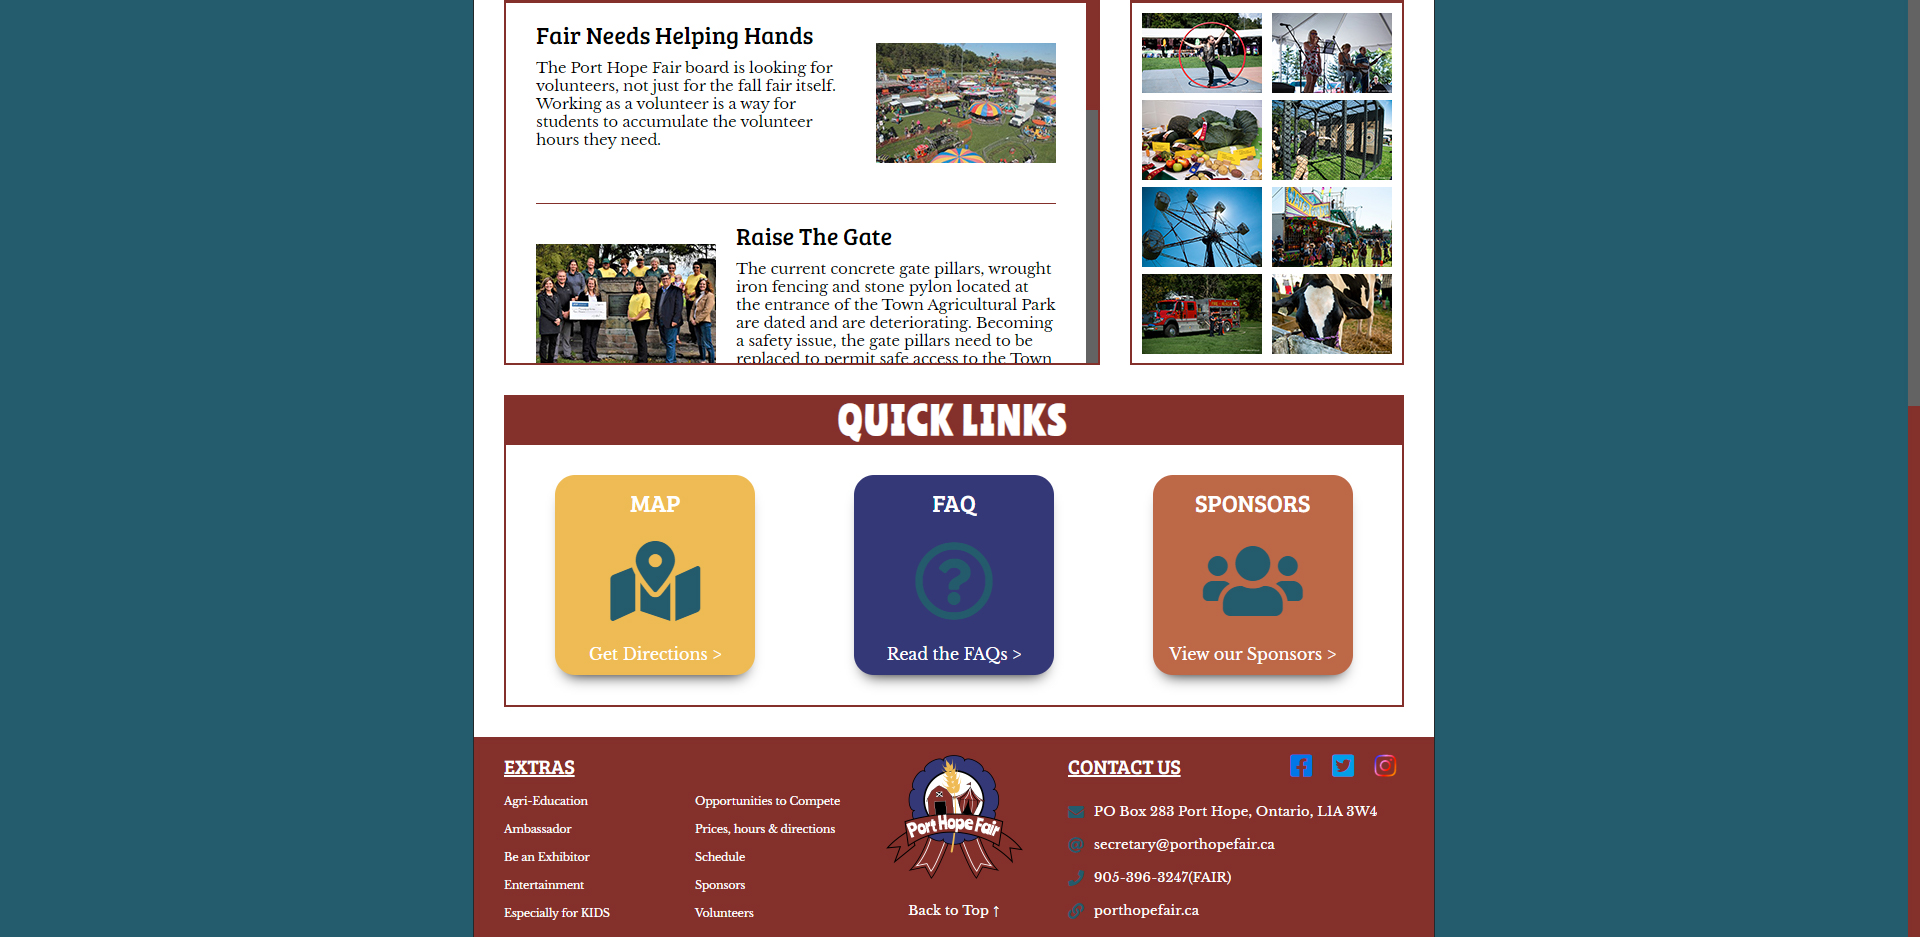 Fair Needs Helping Hands
The Port Hope Fair board is looking for
volunteers, not just for the fall fair itself.
Working as a volunteer is a way for
students to accumulate the volunteer
hours they need.
Raise The Gate
The current concrete gate pillars, wrought
iron fencing and stone pylon located at
the entrance of the Town Agricultural Park
are dated and are deteriorating. Becoming
a safety issue, the gate pillars need to be
replaced to permit safe access to the Town
QUICK LINKS
MAP
Get Directions >
FAQ
Read the FAQs >
SPONSORS
View our Sponsors >
EXTRAS
Agri-Education
Ambassador
Be an Exhibitor
Entertainment
Especially for KIDS
Opportunities to Compete
Prices, hours & directions
Schedule
Sponsors
Volunteers
Port Hope Fair
Back to Top ↑
CONTACT US
PO Box 283 Port Hope, Ontario, L1A 3W4
secretary@porthopefair.ca
905-396-3247(FAIR)
porthopefair.ca